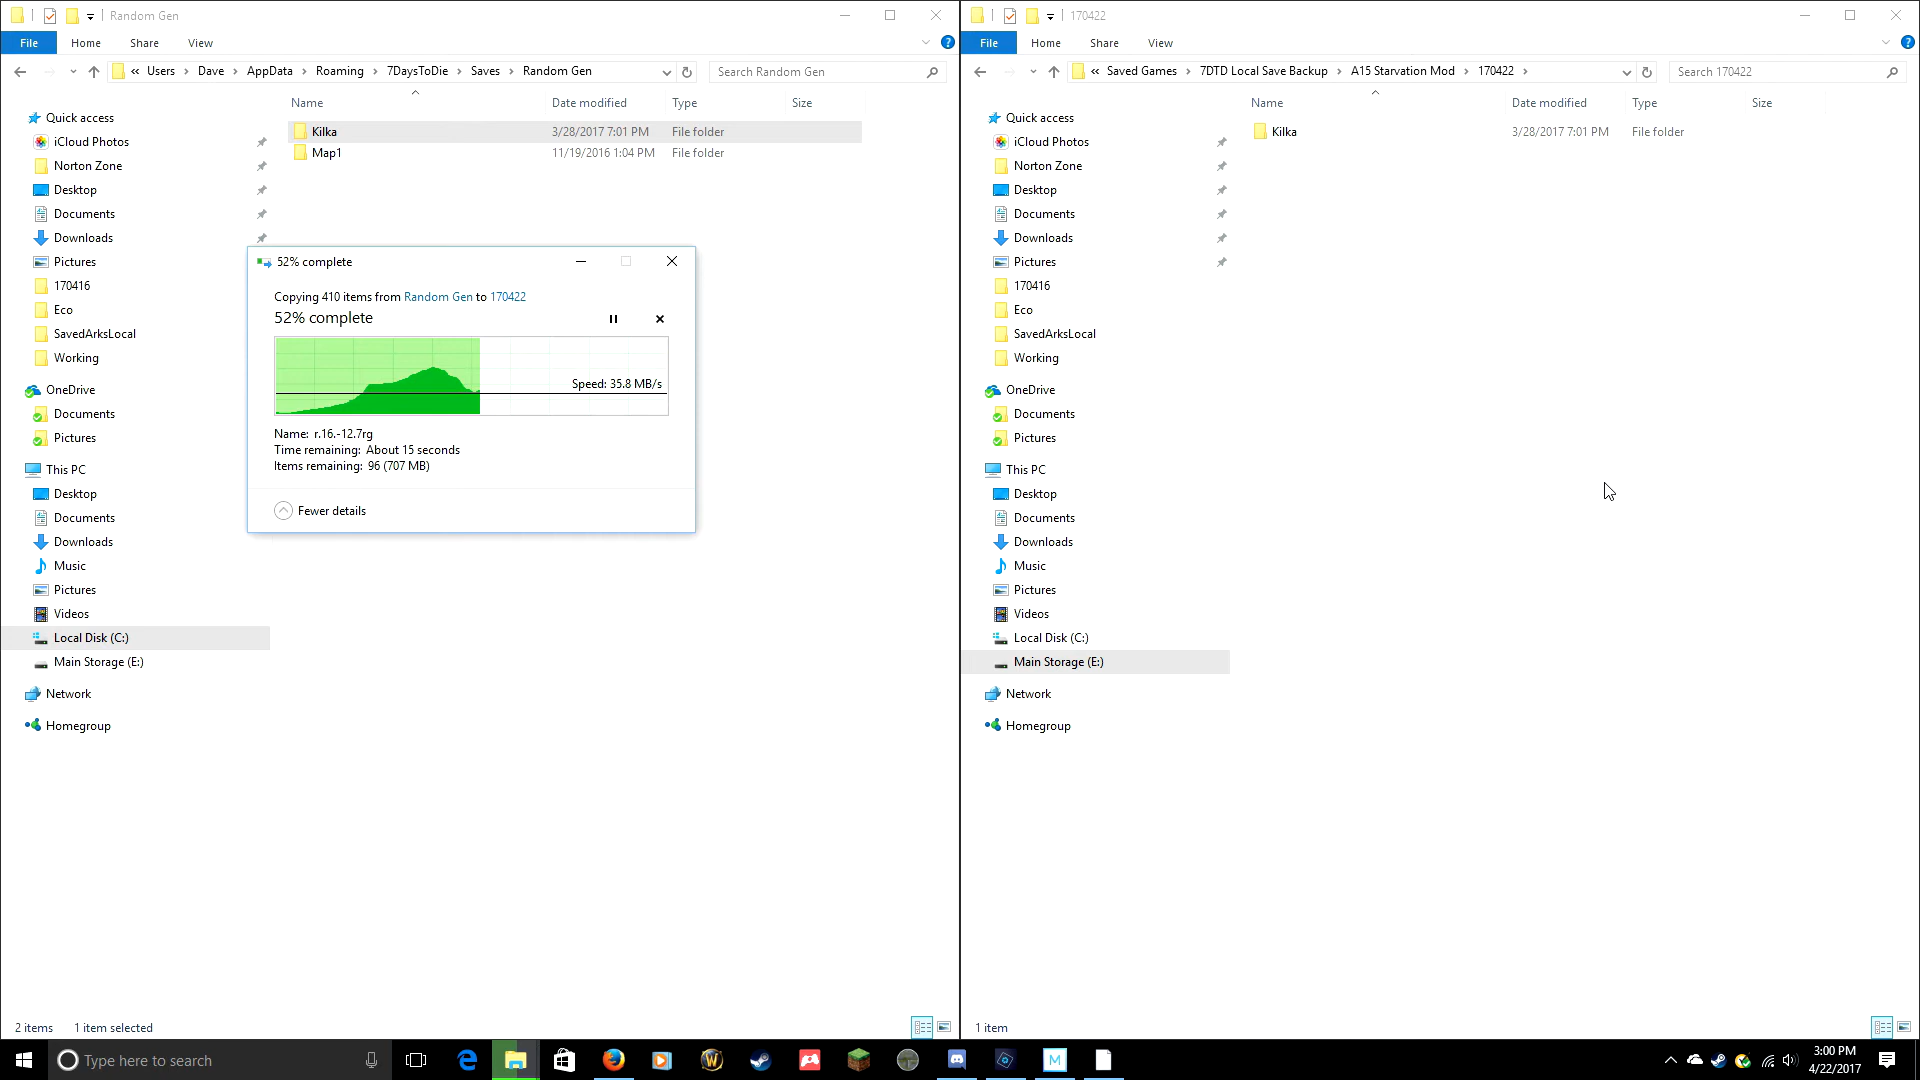 Random Gen
File Home Share View
« Users > Dave > AppData > Roaming > 7DaysToDie > Saves > Random Gen
Search Random Gen
Name Date modified Type Size
Kilka 3/28/2017 7:01 PM File folder
Map1 11/19/2016 1:04 PM File folder
Quick access
iCloud Photos
Norton Zone
Desktop
Documents
Downloads
Pictures
170416
Eco
SavedArksLocal
Working
OneDrive
Documents
Pictures
This PC
Desktop
Documents
Downloads
Music
Pictures
Videos
Local Disk (C:)
Main Storage (E:)
Network
Homegroup
52% complete
Copying 410 items from Random Gen to 170422
52% complete
Speed: 35.8 MB/s
Name: r.16.-12.7rg
Time remaining: About 15 seconds
Items remaining: 96 (707 MB)
Fewer details
2 items 1 item selected
170422
File Home Share View
« Saved Games > 7DTD Local Save Backup > A15 Starvation Mod > 170422 >
Search 170422
Name Date modified Type Size
Kilka 3/28/2017 7:01 PM File folder
Quick access
iCloud Photos
Norton Zone
Desktop
Documents
Downloads
Pictures
170416
Eco
SavedArksLocal
Working
OneDrive
Documents
Pictures
This PC
Desktop
Documents
Downloads
Music
Pictures
Videos
Local Disk (C:)
Main Storage (E:)
Network
Homegroup
1 item
Type here to search
3:00 PM
4/22/2017